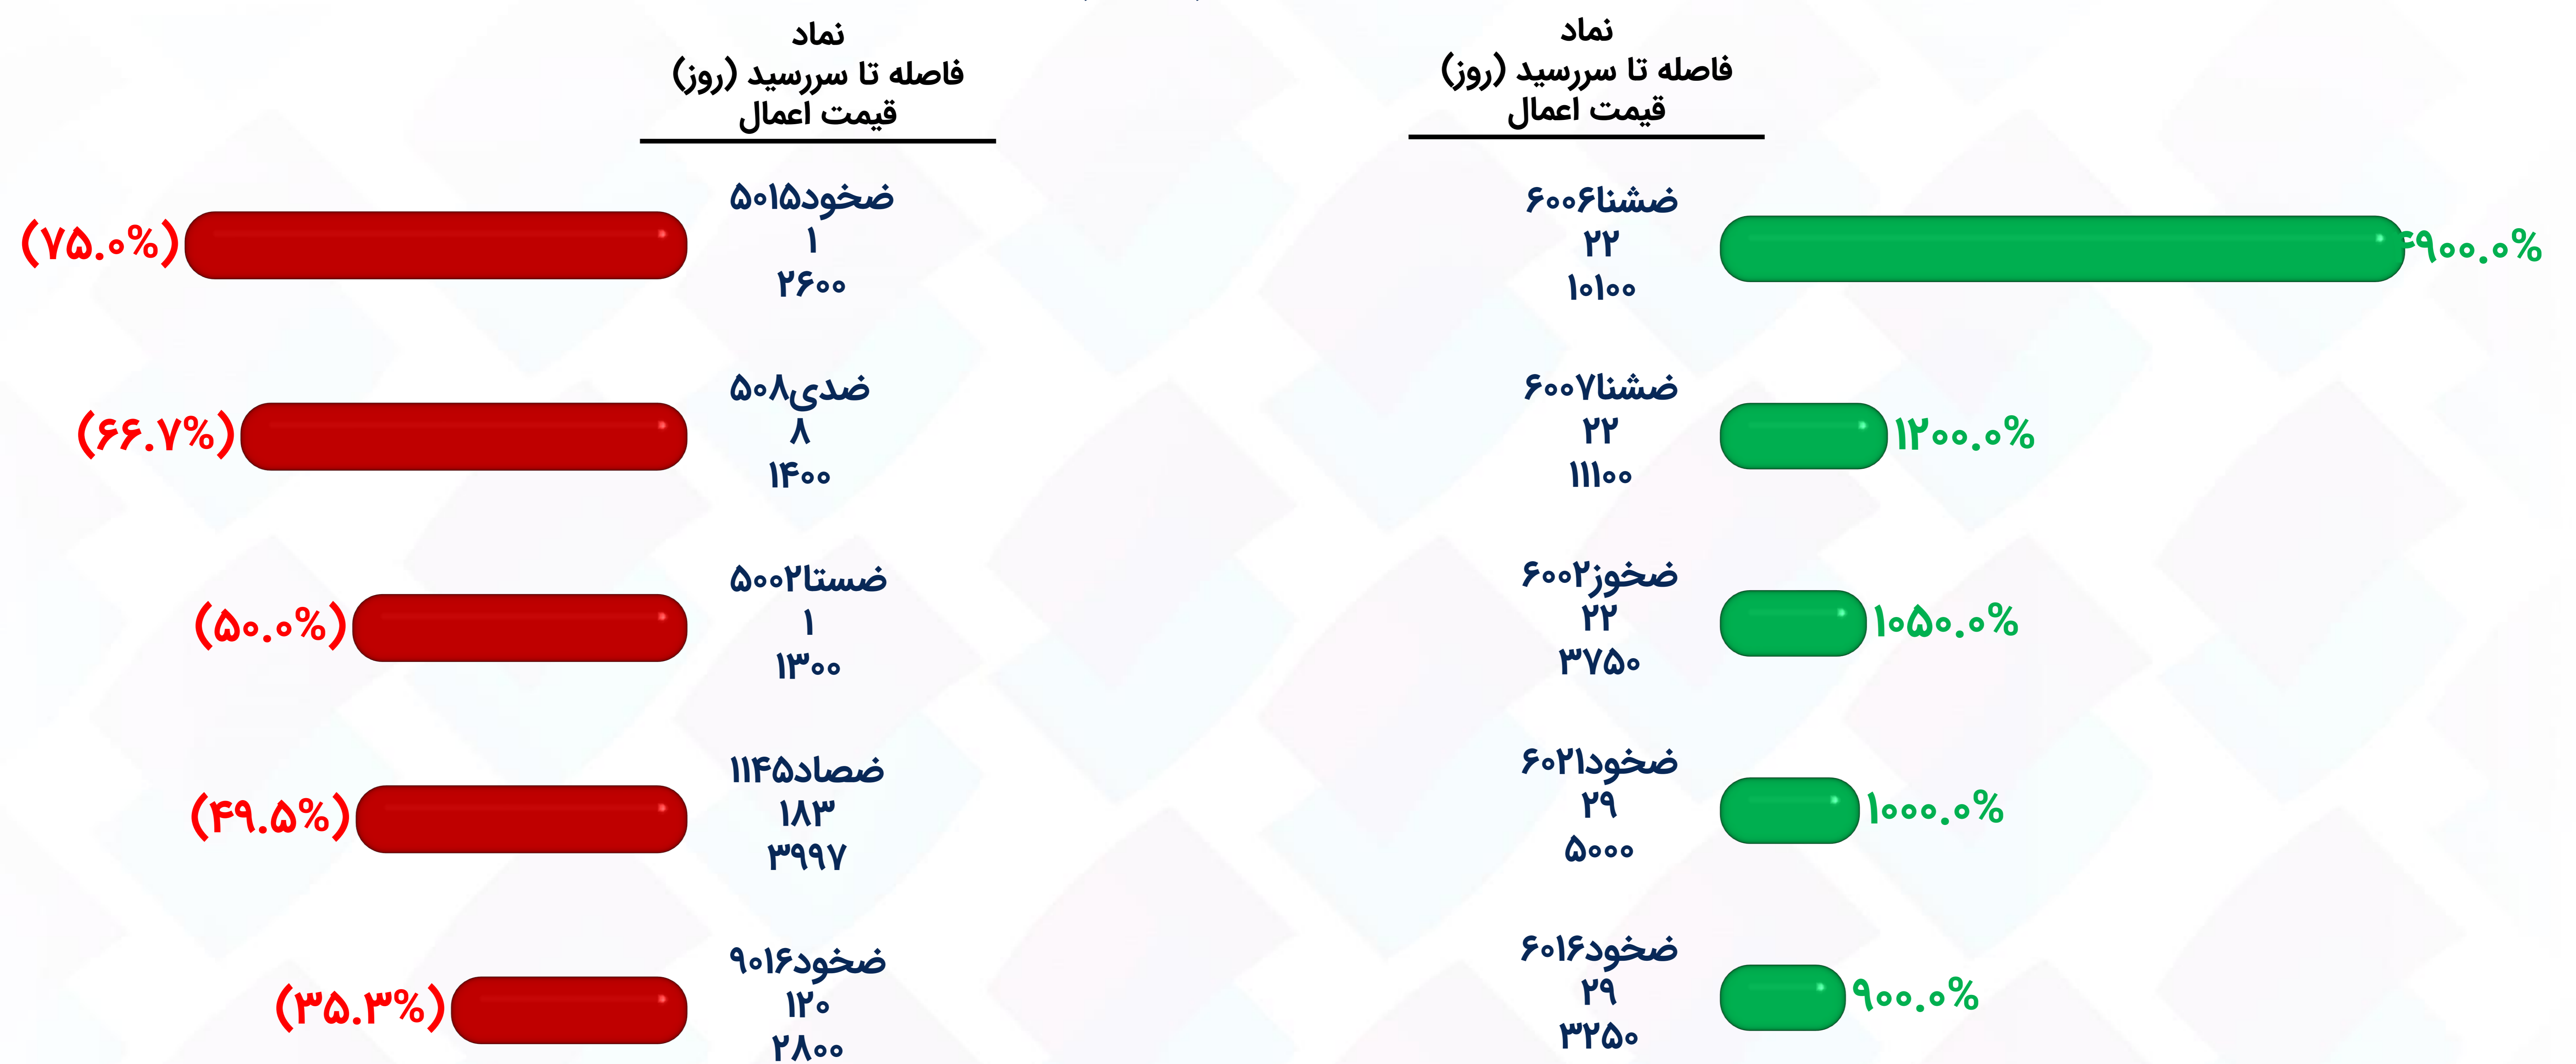 نماد
فاصله تا سررسید (روز)
قیمت اعمال
ضشنا۶۰۰۶
۲۲
۱۰۱۰۰
۴۹۰۰.۰%
ضشنا۶۰۰۷
۲۲
۱۱۱۰۰
۱۲۰۰.۰%
ضخوز۶۰۰۲
۲۲
۳۷۵۰
۱۰۵۰.۰%
ضخود۶۰۲۱
۲۹
۵۰۰۰
۱۰۰۰.۰%
ضخود۶۰۱۶
۲۹
۳۲۵۰
۹۰۰.۰%
نماد
فاصله تا سررسید (روز)
قیمت اعمال
ضخود۵۰۱۵
۱
۲۶۰۰
(۷۵.۰%)
ضدی۵۰۸
۸
۱۴۰۰
(۶۶.۷%)
ضستا۵۰۰۲
۱
۱۳۰۰
(۵۰.۰%)
ضصاد۱۱۴۵
۱۸۳
۳۹۹۷
(۴۹.۵%)
ضخود۹۰۱۶
۱۲۰
۲۸۰۰
(۳۵.۳%)